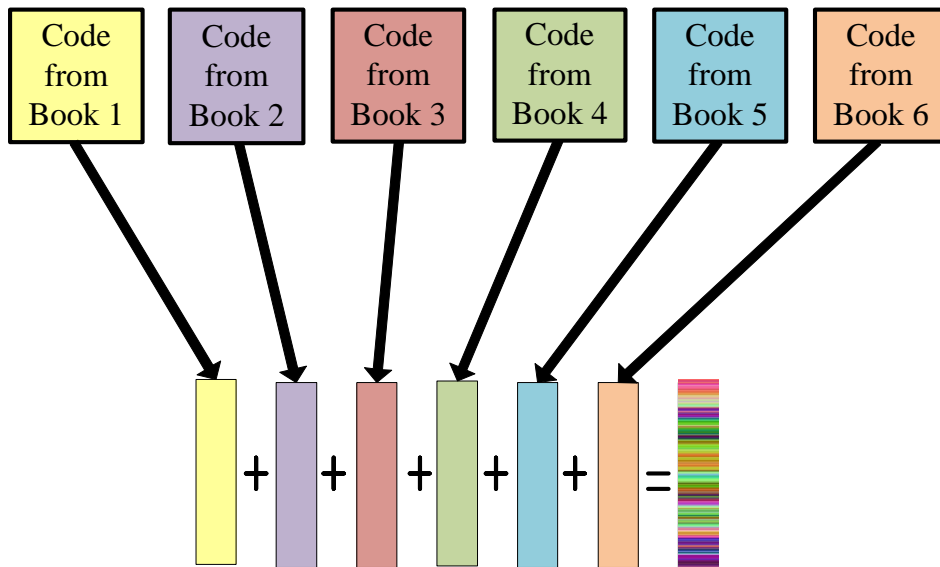 Code
from
Book 1
Code
from
Book 2
Code
from
Book 3
Code
from
Book 4
Code
from
Book 5
Code
from
Book 6
+ + + + + =